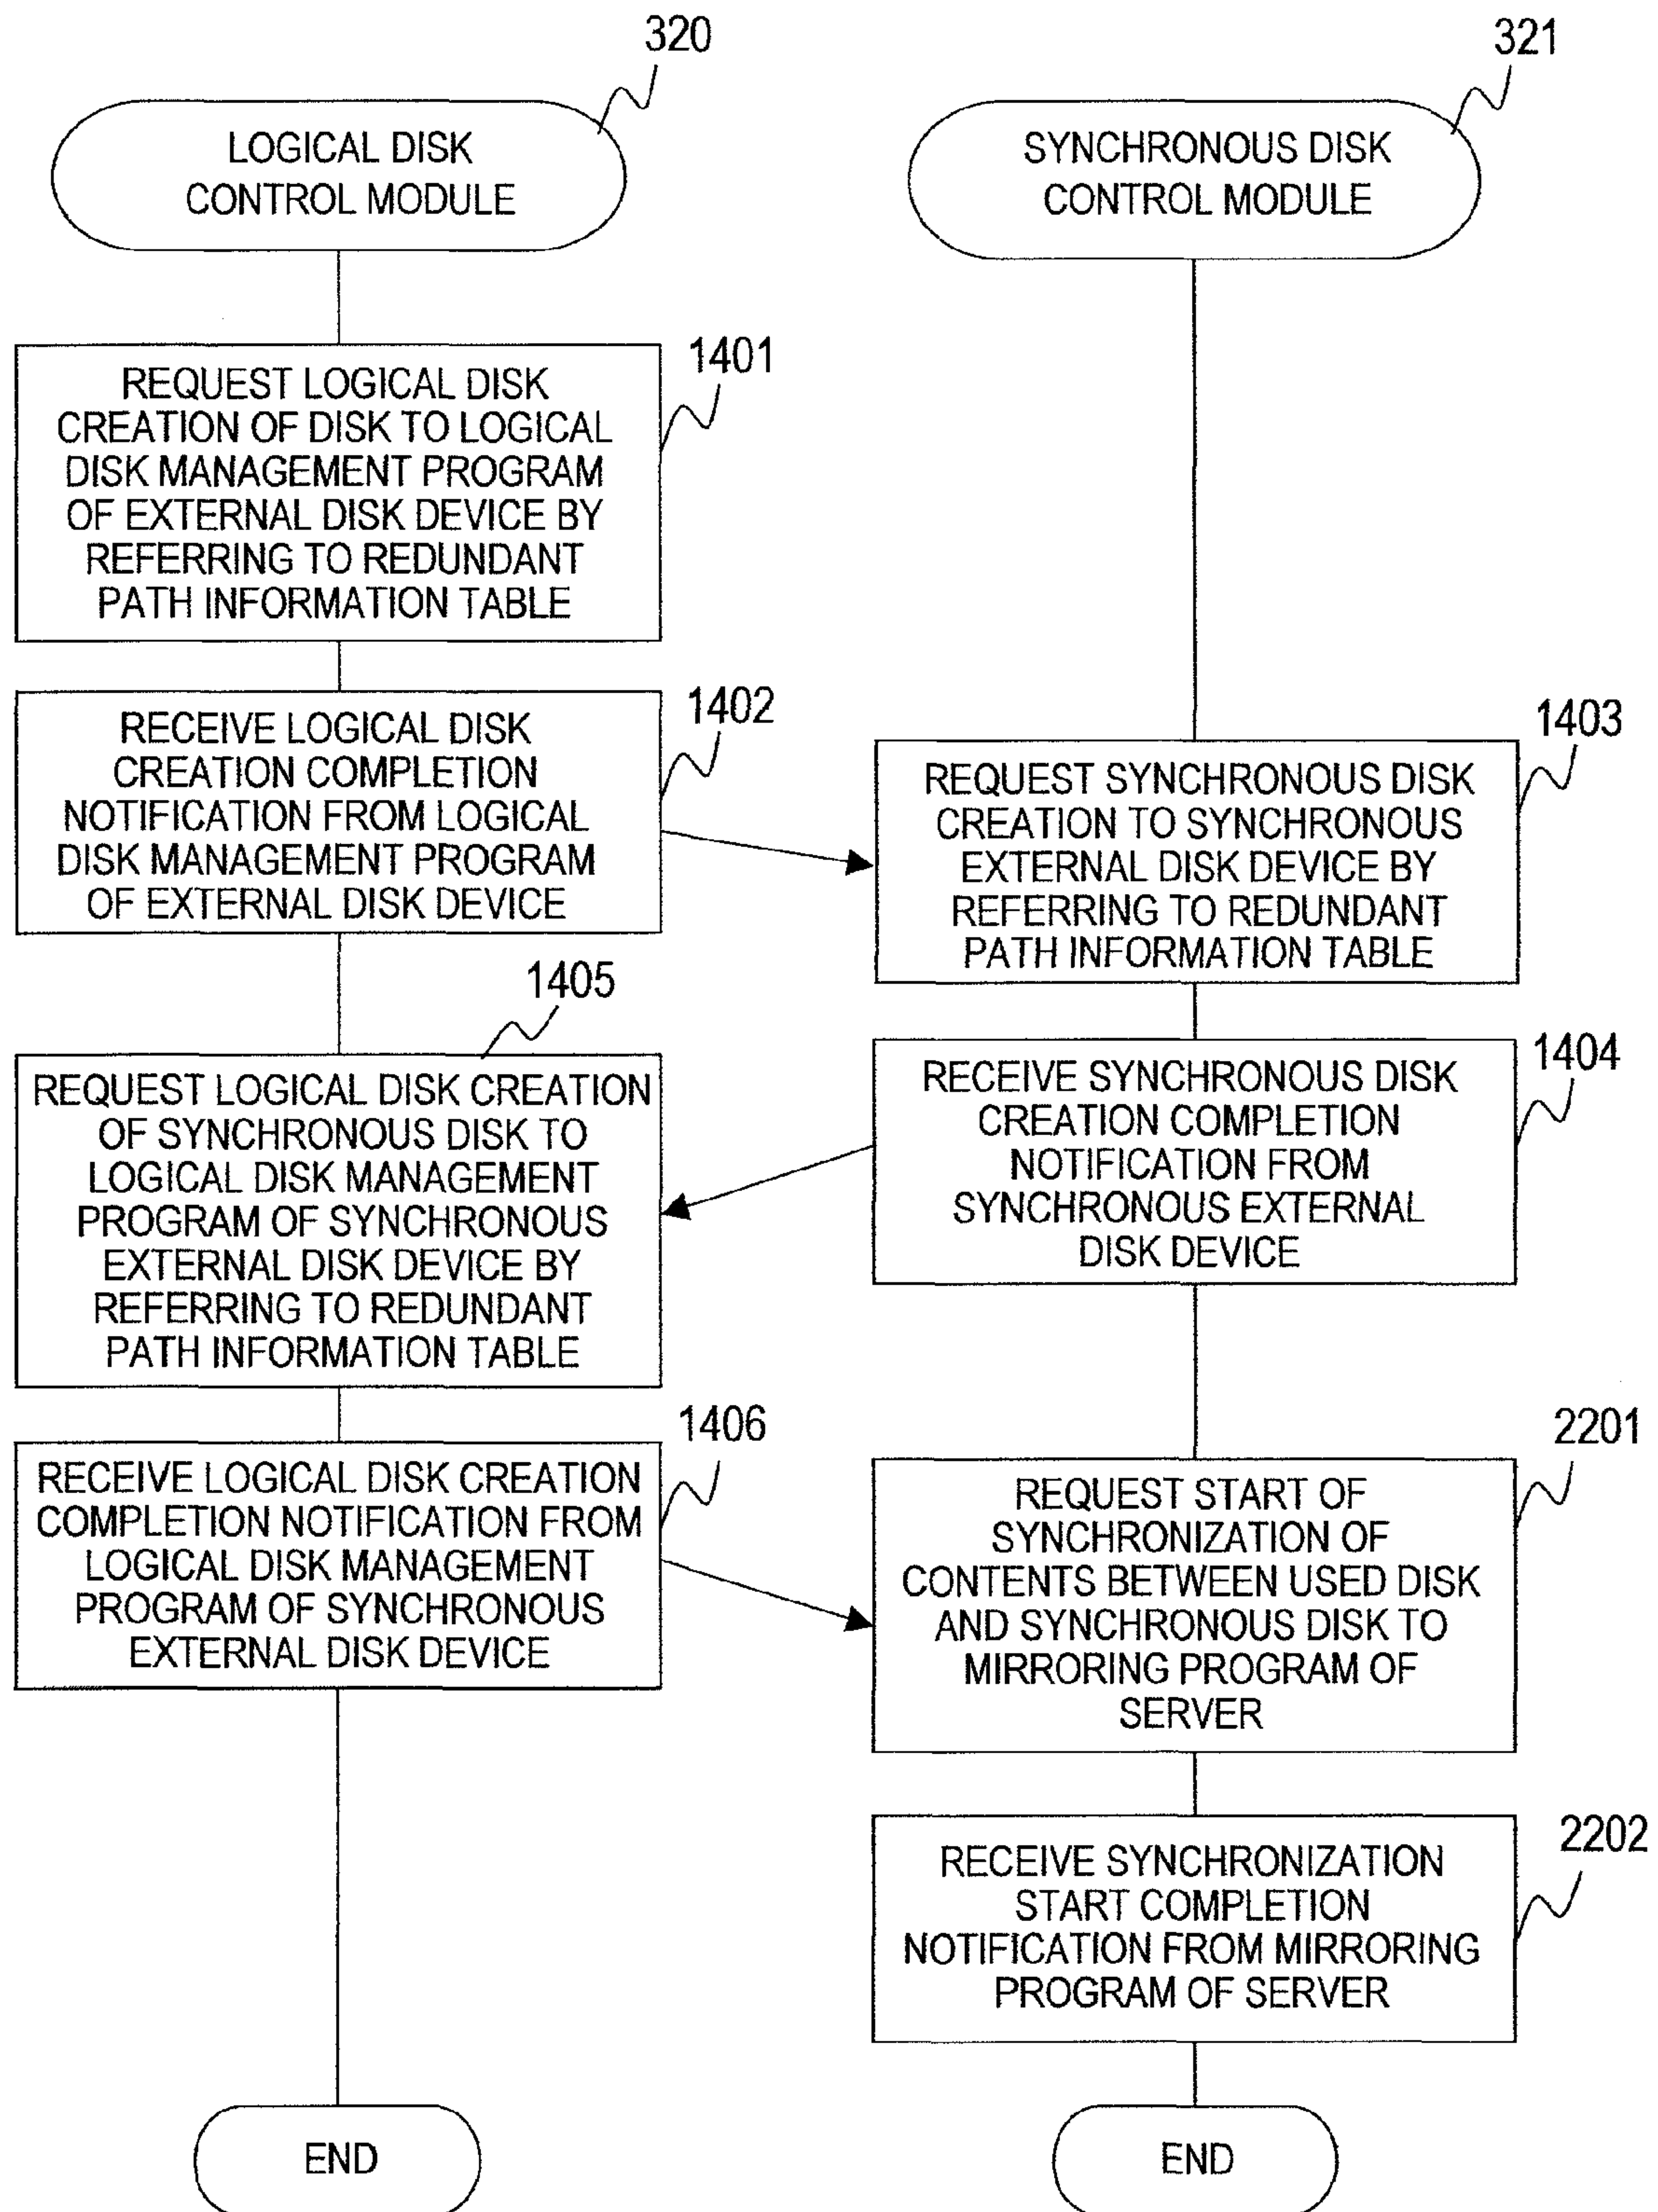 320
LOGICAL DISK
CONTROL MODULE
321
SYNCHRONOUS DISK
CONTROL MODULE
1401
REQUEST LOGICAL DISK
CREATION OF DISK TO LOGICAL
DISK MANAGEMENT PROGRAM
OF EXTERNAL DISK DEVICE BY
REFERRING TO REDUNDANT
PATH INFORMATION TABLE
1402
RECEIVE LOGICAL DISK
CREATION COMPLETION
NOTIFICATION FROM LOGICAL
DISK MANAGEMENT PROGRAM
OF EXTERNAL DISK DEVICE
1403
REQUEST SYNCHRONOUS DISK
CREATION TO SYNCHRONOUS
EXTERNAL DISK DEVICE BY
REFERRING TO REDUNDANT
PATH INFORMATION TABLE
1404
RECEIVE SYNCHRONOUS DISK
CREATION COMPLETION
NOTIFICATION FROM
SYNCHRONOUS EXTERNAL
DISK DEVICE
1405
REQUEST LOGICAL DISK CREATION
OF SYNCHRONOUS DISK TO
LOGICAL DISK MANAGEMENT
PROGRAM OF SYNCHRONOUS
EXTERNAL DISK DEVICE BY
REFERRING TO REDUNDANT
PATH INFORMATION TABLE
1406
RECEIVE LOGICAL DISK CREATION
COMPLETION NOTIFICATION FROM
LOGICAL DISK MANAGEMENT
PROGRAM OF SYNCHRONOUS
EXTERNAL DISK DEVICE
2201
REQUEST START OF
SYNCHRONIZATION OF
CONTENTS BETWEEN USED DISK
AND SYNCHRONOUS DISK TO
MIRRORING PROGRAM OF
SERVER
2202
RECEIVE SYNCHRONIZATION
START COMPLETION
NOTIFICATION FROM MIRRORING
PROGRAM OF SERVER
END
END